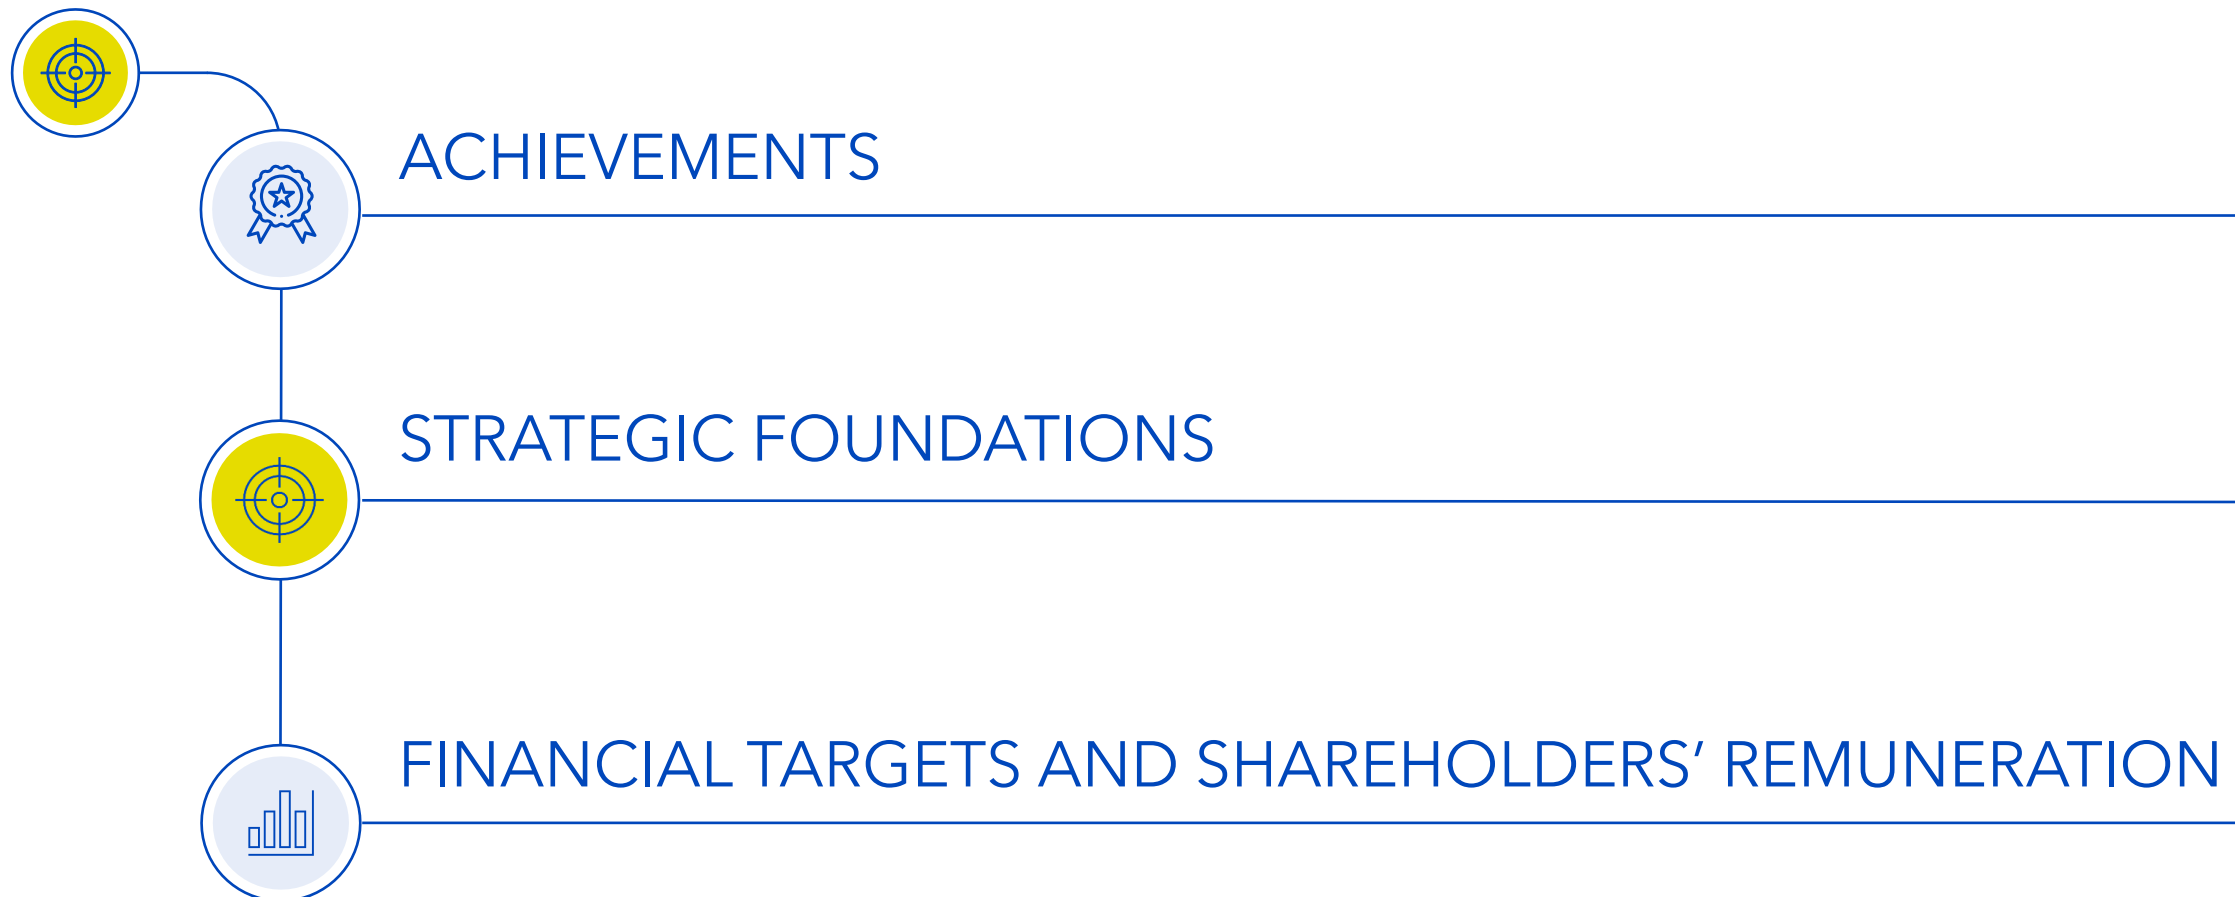 ACHIEVEMENTS
STRATEGIC FOUNDATIONS
FINANCIAL TARGETS AND SHAREHOLDERS’ REMUNERATION